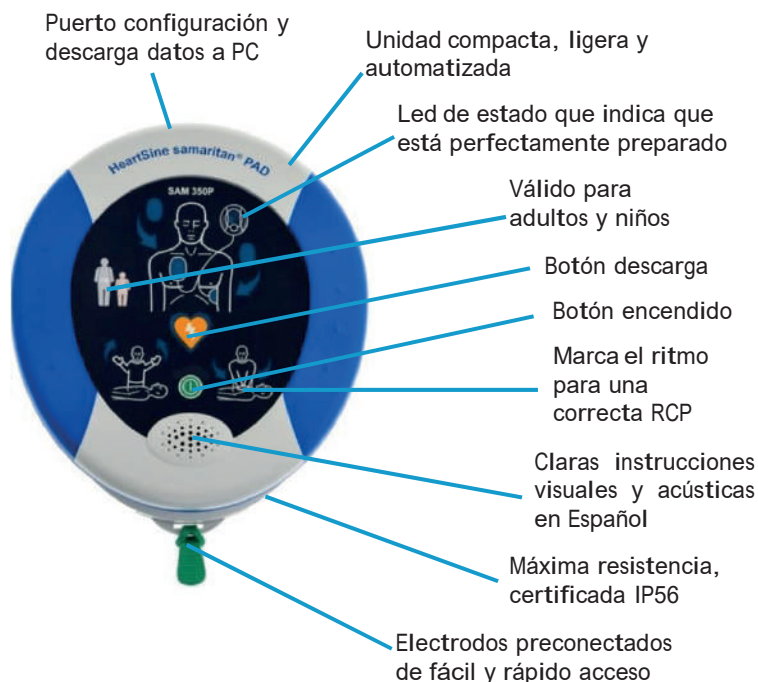 Puerto configuración y
descarga datos a PC
Unidad compacta, ligera y
automatizada
Led de estado que indica que
está perfectamente preparado
HeartSine samaritan® PAD
SAM 350P
Válido para
adultos y niños
Botón descarga
Botón encendido
Marca el ritmo
para una
correcta RCP
Claras instrucciones
visuales y acústicas
en Español
Máxima resistencia,
certificada IP56
Electrodos preconectados
de fácil y rápido acceso